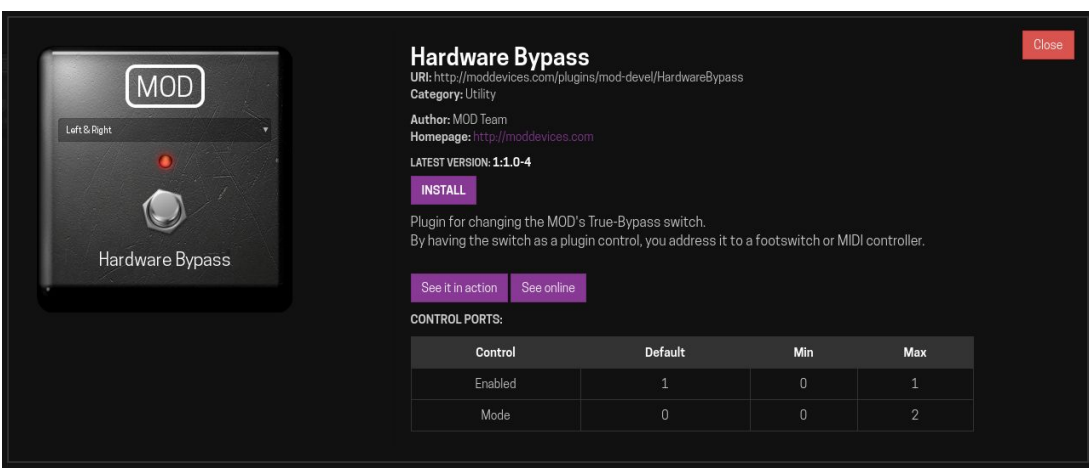 MOD
Left & Right
Hardware Bypass
Close
Hardware Bypass
URI: http://moddevices.com/plugins/mod-devel/HardwareBypass
Category: Utility
Author: MOD Team
Homepage: http://moddevices.com
LATEST VERSION: 1:1.0-4
INSTALL
Plugin for changing the MOD's True-Bypass switch.
By having the switch as a plugin control, you address it to a footswitch or MIDI controller.
See it in action See online
CONTROL PORTS:
Control Default Min Max
Enabled 1 0 1
Mode 0 0 2